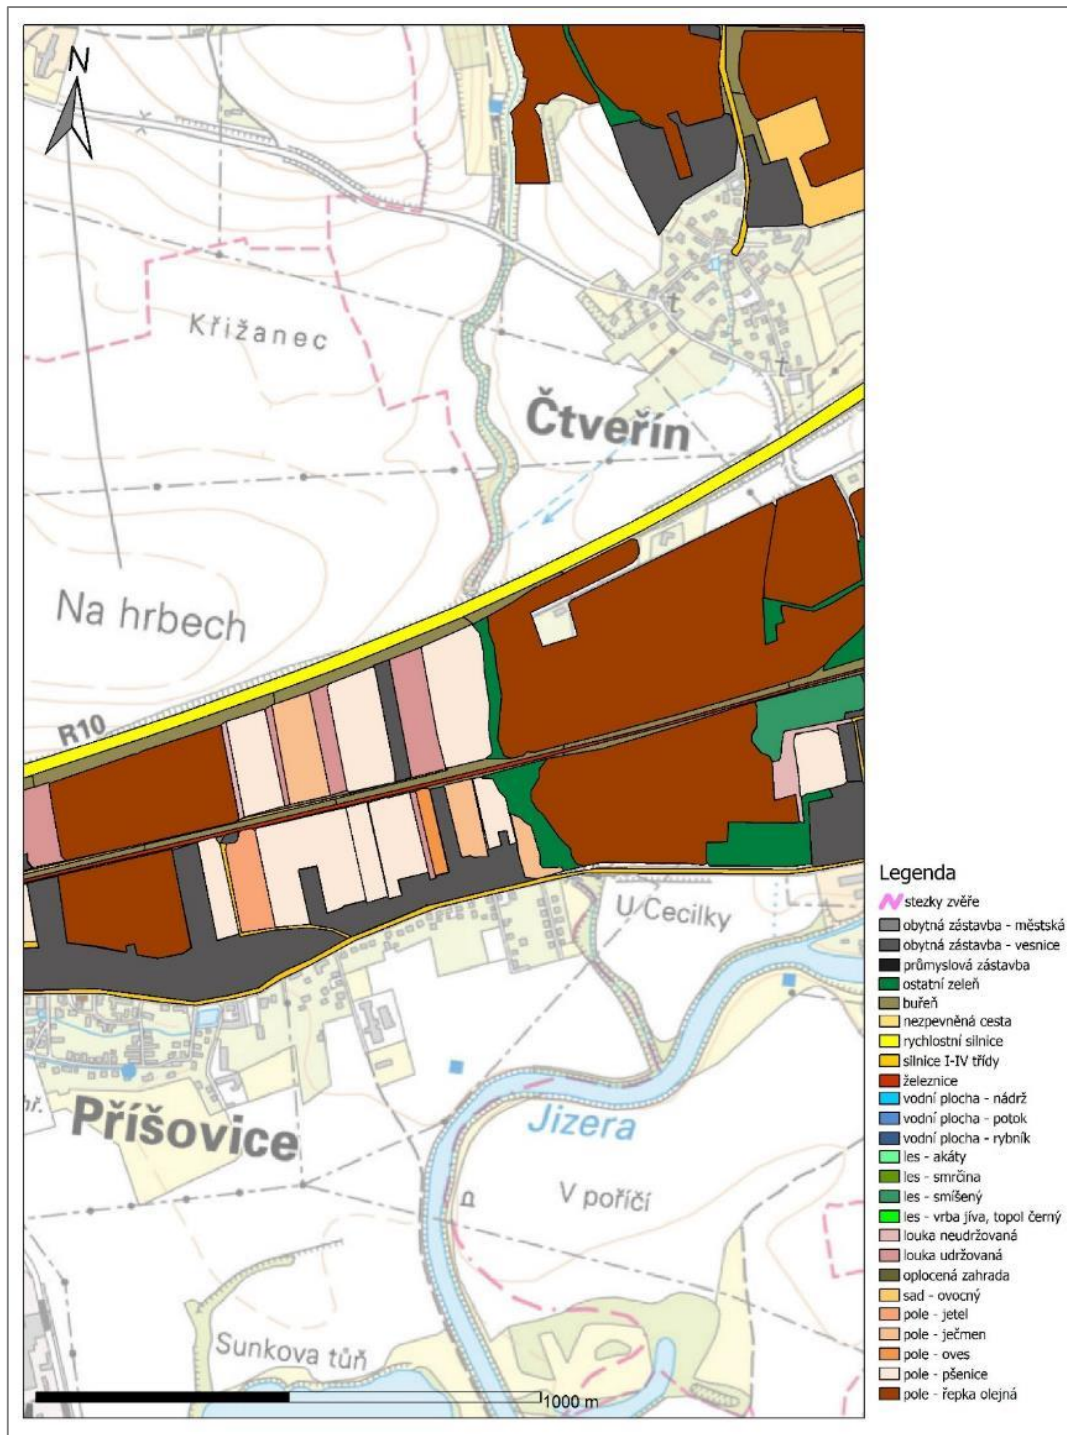 N
Křižanec
Čtveřín
Na hrbech
R10
U Cecilky
Příšovice
Jizera
V poříčí
Sunkova tůň
1000 m
Legenda
stezky zvěře
obytná zástavba - městská
obytná zástavba - vesnice
průmyslová zástavba
ostatní zeleň
buřeň
nezpevněná cesta
rychlostní silnice
silnice I-IV třídy
železnice
vodní plocha - nádrž
vodní plocha - potok
vodní plocha - rybník
les - akáty
les - smrčina
les - smíšený
les - vrba jíva, topol černý
louka neudržovaná
louka udržovaná
oplocená zahrada
sad - ovocný
pole - jetel
pole - ječmen
pole - oves
pole - pšenice
pole - řepka olejná